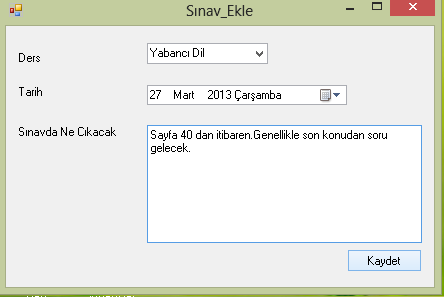 Sınav_Ekle
Ders
Yabancı Dil
Tarih
27 Mart 2013 Çarşamba
Sınavda Ne Cıkacak
Sayfa 40 dan itibaren.Genellikle son konudan soru
gelecek.
Kaydet